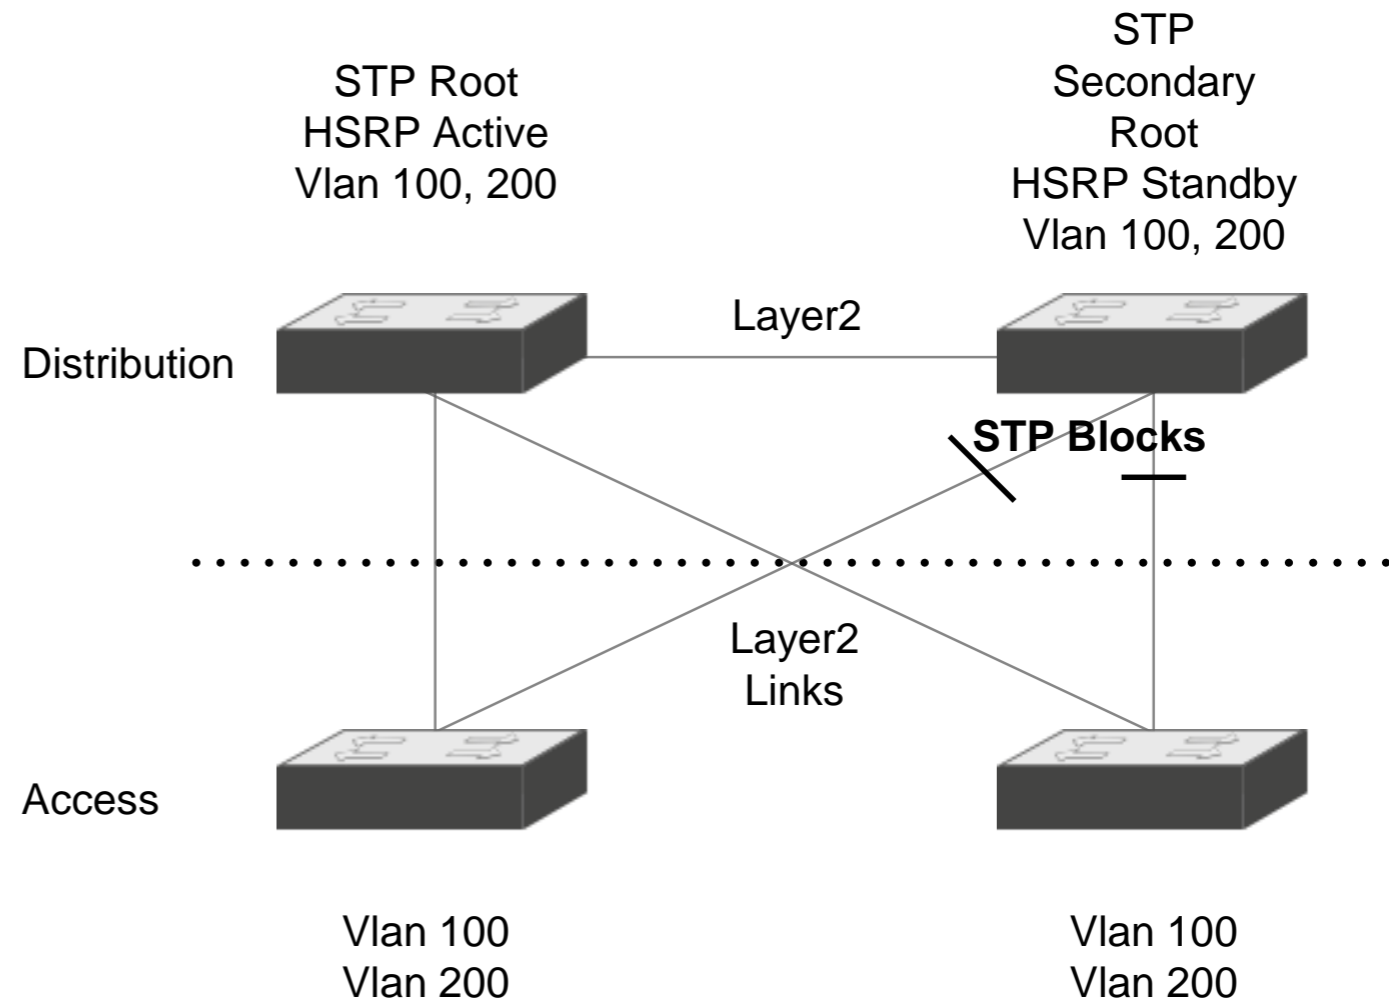 STP Root
HSRP Active
Vlan 100, 200
STP
Secondary
Root
HSRP Standby
Vlan 100, 200
Layer2
Distribution
STP Blocks
Layer2
Links
Access
Vlan 100
Vlan 200
Vlan 100
Vlan 200